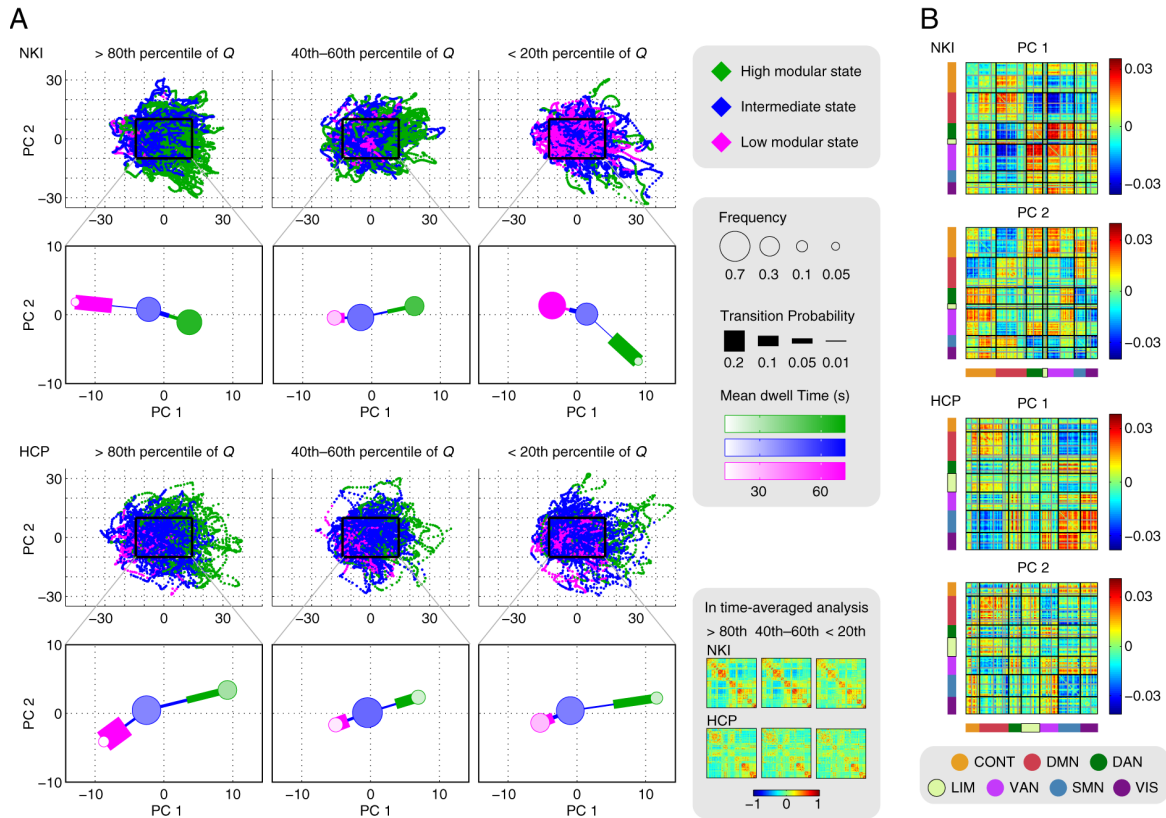 A
NKI
> 80th percentile of Q
40th–60th percentile of Q
< 20th percentile of Q
PC 2
30
15
0
−15
−30
−30 0 30
−30 0 30
−30 0 30
PC 2
10
0
−10
−10 0 10
−10 0 10
−10 0 10
PC 1
PC 1
PC 1
HCP
> 80th percentile of Q
40th–60th percentile of Q
< 20th percentile of Q
PC 2
30
15
0
−15
−30
−30 0 30
−30 0 30
−30 0 30
PC 2
10
0
−10
−10 0 10
−10 0 10
−10 0 10
PC 1
PC 1
PC 1
High modular state
Intermediate state
Low modular state
Frequency
0.7 0.3 0.1 0.05
Transition Probability
0.2 0.1 0.05 0.01
Mean dwell Time (s)
30 60
In time-averaged analysis
> 80th 40th–60th < 20th
NKI
HCP
−1 0 1
B
NKI
PC 1
0.03
0
−0.03
PC 2
0.03
0
−0.03
HCP
PC 1
0.03
0
−0.03
PC 2
0.03
0
−0.03
CONT DMN DAN
LIM VAN SMN VIS